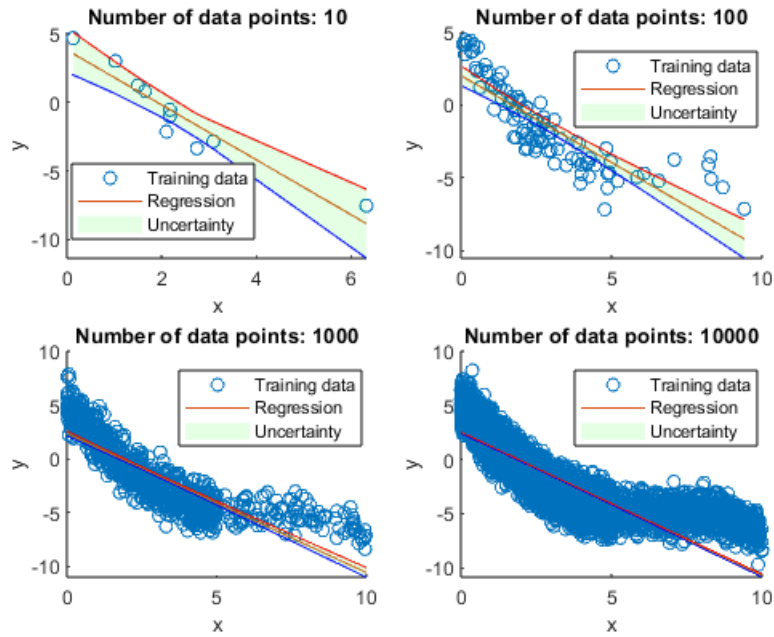 Number of data points: 10
5
0
-5
-10
y
Training data
Regression
Uncertainty
0
2
4
6
x
Number of data points: 100
5
0
-5
-10
y
Training data
Regression
Uncertainty
0
5
10
x
Number of data points: 1000
10
5
0
-5
-10
y
Training data
Regression
Uncertainty
0
5
10
x
Number of data points: 10000
10
5
0
-5
-10
y
Training data
Regression
Uncertainty
0
5
10
x